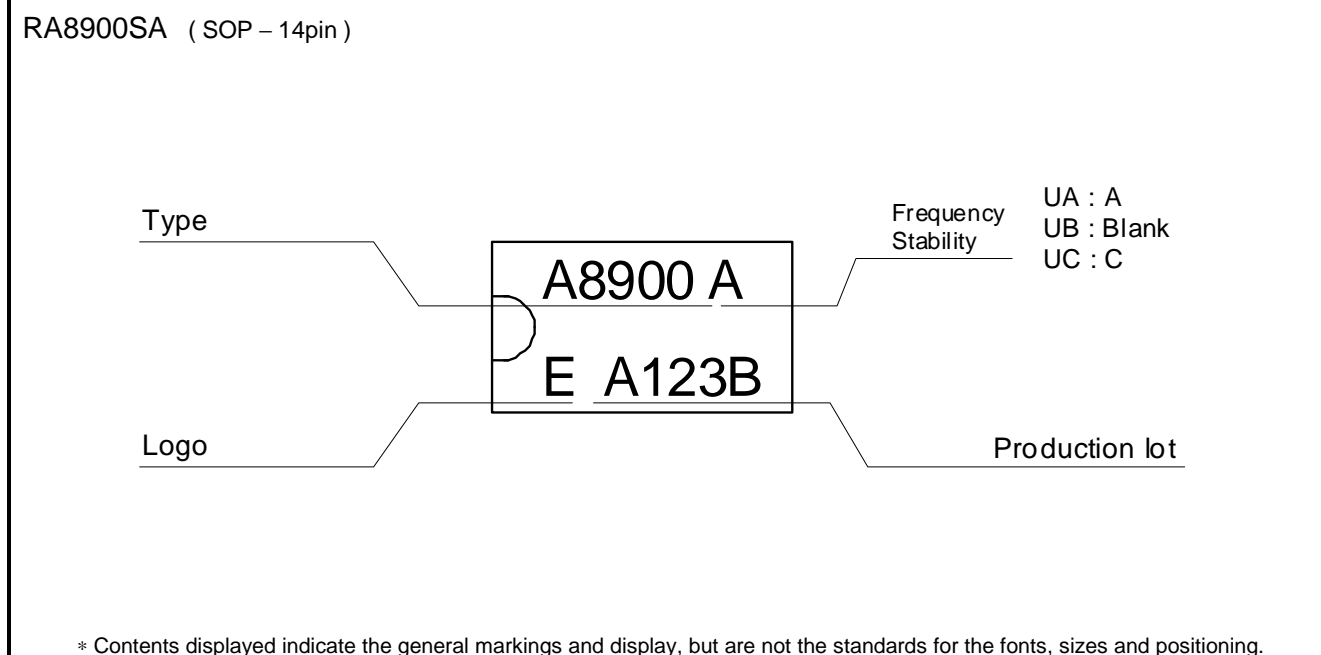 RA8900SA ( SOP – 14pin )
Type
Frequency
Stability
UA : A
UB : Blank
UC : C
A8900 A
E A123B
Logo
Production lot
* Contents displayed indicate the general markings and display, but are not the standards for the fonts, sizes and positioning.